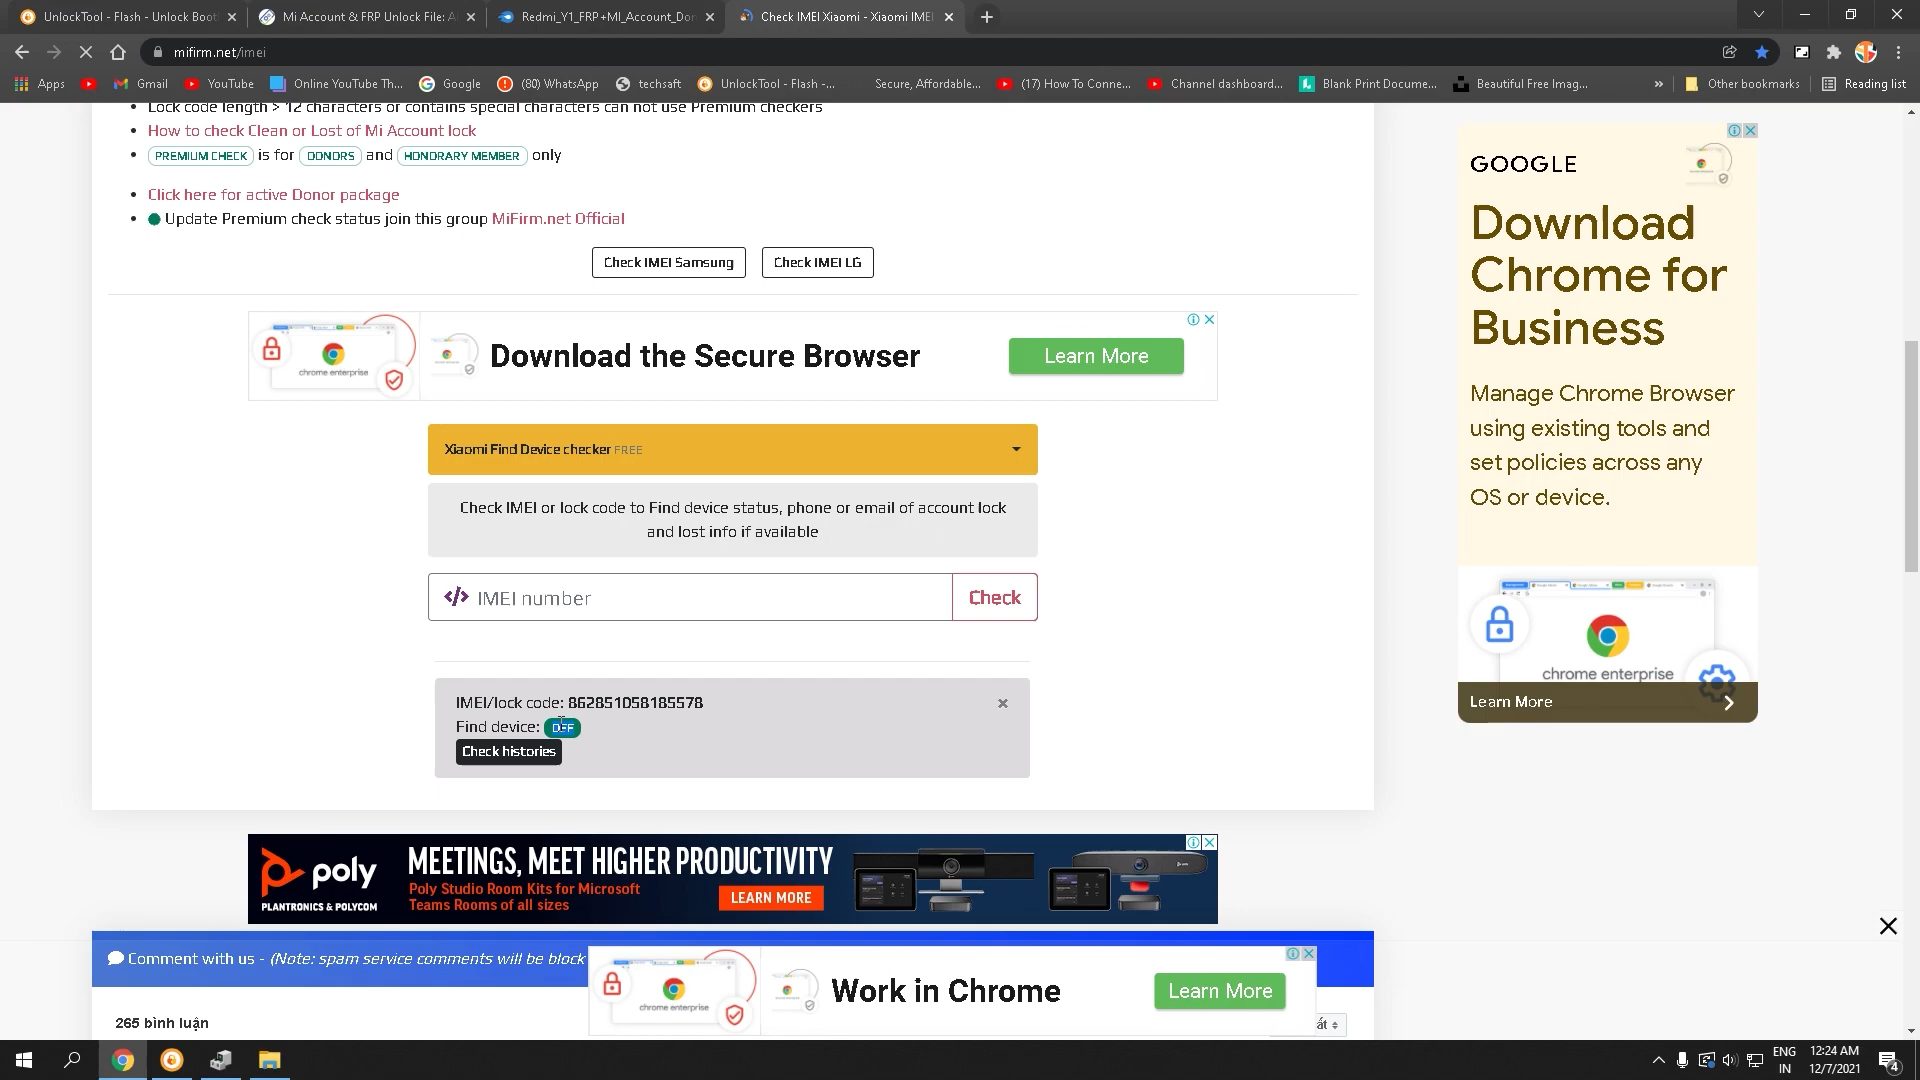 UnlockTool - Flash - Unlock Boot
Mi Account & FRP Unlock File: A
Redmi_Y1_FRP+MI_Account_Don
Check IMEI Xiaomi - Xiaomi IMEI
mifirm.net/imei
Apps
Gmail
YouTube
Online YouTube Th...
Google
(80) WhatsApp
techsaft
UnlockTool - Flash -...
Secure, Affordable...
(17) How To Conne...
Channel dashboard...
Blank Print Docume...
Beautiful Free Imag...
»
Other bookmarks
Reading list
Lock code length > 12 characters or contains special characters can not use Premium checkers
How to check Clean or Lost of Mi Account lock
PREMIUM CHECK is for DONORS and HONORARY MEMBER only
Click here for active Donor package
Update Premium check status join this group MiFirm.net Official
Check IMEI Samsung
Check IMEI LG
chrome enterprise
Download the Secure Browser
Learn More
Xiaomi Find Device checker FREE
Check IMEI or lock code to Find device status, phone or email of account lock
and lost info if available
</> IMEI number
Check
IMEI/lock code: 862851058185578
Find device: OFF
Check histories
GOOGLE
Download
Chrome for
Business
Manage Chrome Browser
using existing tools and
set policies across any
OS or device.
chrome enterprise
Learn More
poly
PLANTRONICS & POLYCOM
MEETINGS, MEET HIGHER PRODUCTIVITY
Poly Studio Room Kits for Microsoft
Teams Rooms of all sizes
LEARN MORE
Comment with us - (Note: spam service comments will be block
chrome enterprise
Work in Chrome
Learn More
265 bình luận
ất
ENG
IN
12:24 AM
12/7/2021
4